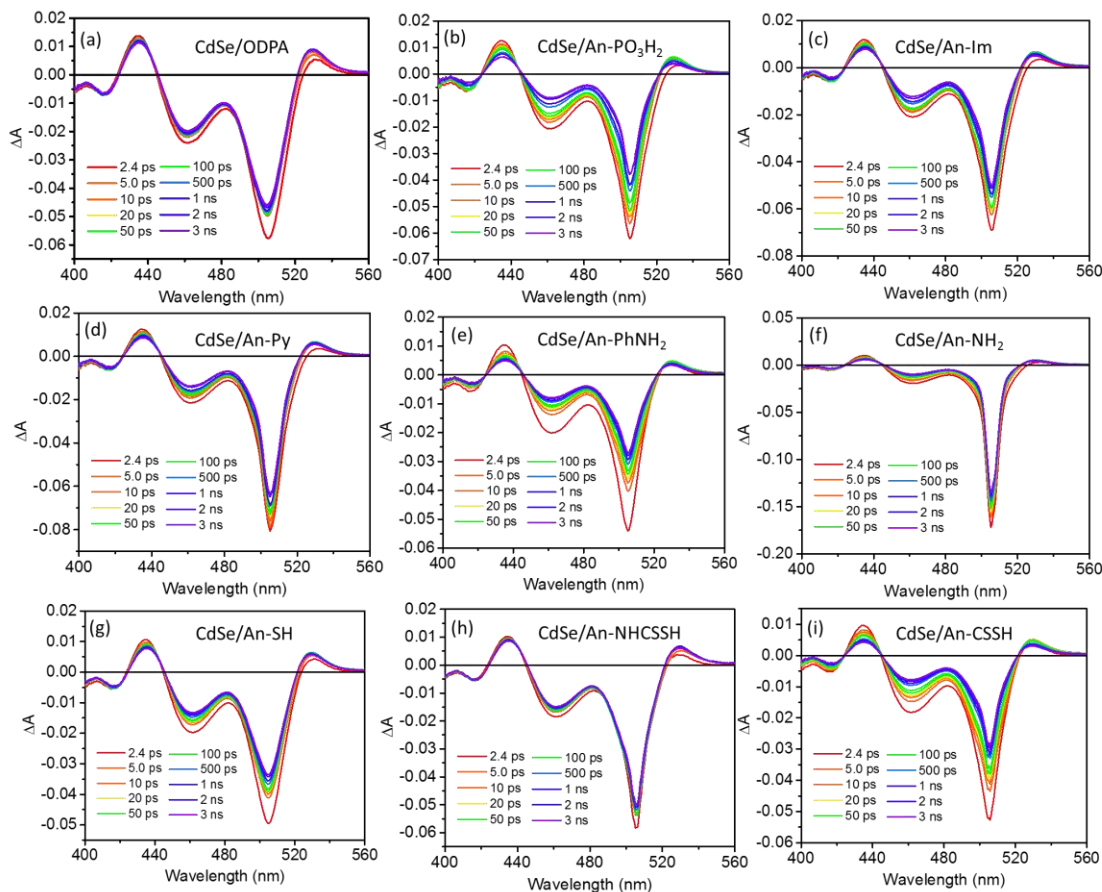 (a) CdSe/ODPA
0.02
0.01
0.00
-0.01
-0.02
-0.03
-0.04
-0.05
-0.06
ΔA
2.4 ps 100 ps
5.0 ps 500 ps
10 ps 1 ns
20 ps 2 ns
50 ps 3 ns
400 440 480 520 560
Wavelength (nm)
(b) CdSe/An-PO₃H₂
0.02
0.01
0.00
-0.01
-0.02
-0.03
-0.04
-0.05
-0.06
-0.07
ΔA
2.4 ps 100 ps
5.0 ps 500 ps
10 ps 1 ns
20 ps 2 ns
50 ps 3 ns
400 440 480 520 560
Wavelength (nm)
(c) CdSe/An-Im
0.02
0.00
-0.02
-0.04
-0.06
-0.08
ΔA
2.4 ps 100 ps
5.0 ps 500 ps
10 ps 1 ns
20 ps 2 ns
50 ps 3 ns
400 440 480 520 560
Wavelength (nm)
(d) CdSe/An-Py
0.02
0.00
-0.02
-0.04
-0.06
-0.08
ΔA
2.4 ps 100 ps
5.0 ps 500 ps
10 ps 1 ns
20 ps 2 ns
50 ps 3 ns
400 440 480 520 560
Wavelength (nm)
(e) CdSe/An-PhNH₂
0.02
0.01
0.00
-0.01
-0.02
-0.03
-0.04
-0.05
-0.06
ΔA
2.4 ps 100 ps
5.0 ps 500 ps
10 ps 1 ns
20 ps 2 ns
50 ps 3 ns
400 440 480 520 560
Wavelength (nm)
(f) CdSe/An-NH₂
0.05
0.00
-0.05
-0.10
-0.15
-0.20
ΔA
2.4 ps 100 ps
5.0 ps 500 ps
10 ps 1 ns
20 ps 2 ns
50 ps 3 ns
400 440 480 520 560
Wavelength (nm)
(g) CdSe/An-SH
0.02
0.01
0.00
-0.01
-0.02
-0.03
-0.04
-0.05
ΔA
2.4 ps 100 ps
5.0 ps 500 ps
10 ps 1 ns
20 ps 2 ns
50 ps 3 ns
400 440 480 520 560
Wavelength (nm)
(h) CdSe/An-NHCSSH
0.02
0.01
0.00
-0.01
-0.02
-0.03
-0.04
-0.05
-0.06
ΔA
2.4 ps 100 ps
5.0 ps 500 ps
10 ps 1 ns
20 ps 2 ns
50 ps 3 ns
400 440 480 520 560
Wavelength (nm)
(i) CdSe/An-CSSH
0.02
0.01
0.00
-0.01
-0.02
-0.03
-0.04
-0.05
-0.06
ΔA
2.4 ps 100 ps
5.0 ps 500 ps
10 ps 1 ns
20 ps 2 ns
50 ps 3 ns
400 440 480 520 560
Wavelength (nm)